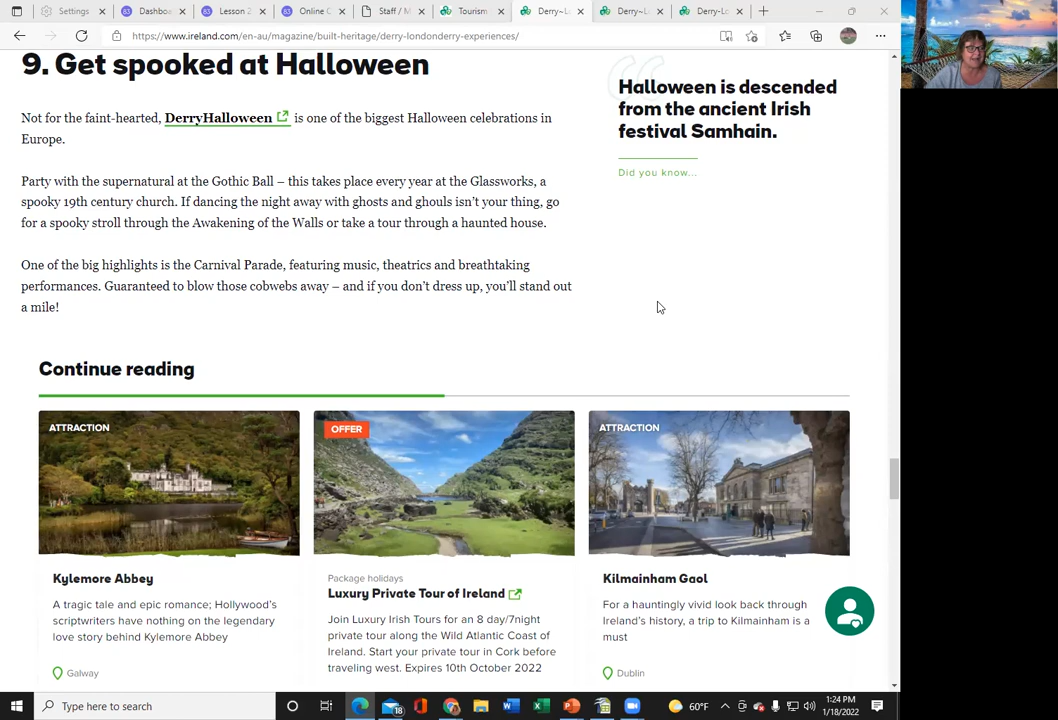 Settings
Dashboa
Lesson 2
Online C
Staff / M
Tourism
Derry~L
Derry~L
Derry-Lo
https://www.ireland.com/en-au/magazine/built-heritage/derry-londonderry-experiences/
9. Get spooked at Halloween
Not for the faint-hearted, DerryHalloween is one of the biggest Halloween celebrations in
Europe.
Party with the supernatural at the Gothic Ball – this takes place every year at the Glassworks, a
spooky 19th century church. If dancing the night away with ghosts and ghouls isn't your thing, go
for a spooky stroll through the Awakening of the Walls or take a tour through a haunted house.
One of the big highlights is the Carnival Parade, featuring music, theatrics and breathtaking
performances. Guaranteed to blow those cobwebs away – and if you don't dress up, you'll stand out
a mile!
Halloween is descended
from the ancient Irish
festival Samhain.
Did you know...
Continue reading
ATTRACTION
Kylemore Abbey
A tragic tale and epic romance; Hollywood's
scriptwriters have nothing on the legendary
love story behind Kylemore Abbey
Galway
OFFER
Package holidays
Luxury Private Tour of Ireland
Join Luxury Irish Tours for an 8 day/7night
private tour along the Wild Atlantic Coast of
Ireland. Start your private tour in Cork before
traveling west. Expires 10th October 2022
ATTRACTION
Kilmainham Gaol
For a hauntingly vivid look back through
Ireland's history, a trip to Kilmainham is a
must
Dublin
Type here to search
18
60°F
1:24 PM
1/18/2022